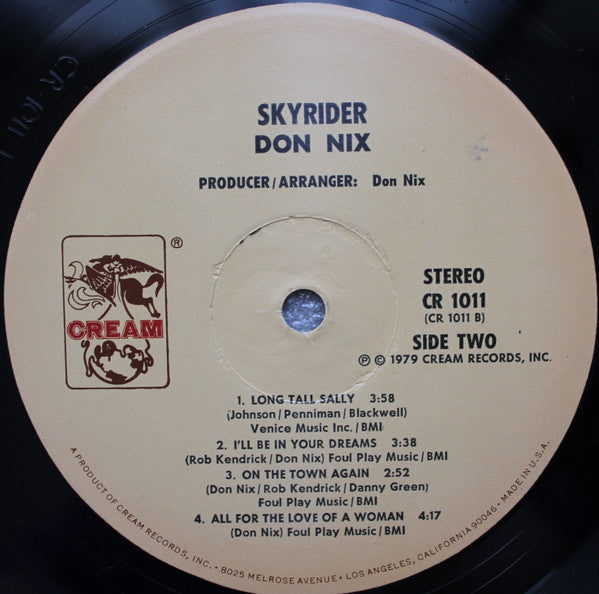 SKYRIDER
DON NIX
PRODUCER/ARRANGER: Don Nix
®
CREAM
STEREO
CR 1011
(CR 1011 B)
SIDE TWO
℗ © 1979 CREAM RECORDS, INC.
1. LONG TALL SALLY 3:58
(Johnson/Penniman/Blackwell)
Venice Music Inc./BMI
2. I'LL BE IN YOUR DREAMS 3:38
(Rob Kendrick/Don Nix) Foul Play Music/BMI
3. ON THE TOWN AGAIN 2:52
(Don Nix/Rob Kendrick/Danny Green)
Foul Play Music/BMI
4. ALL FOR THE LOVE OF A WOMAN 4:17
(Don Nix) Foul Play Music/BMI
A PRODUCT OF CREAM RECORDS, INC. • 8025 MELROSE AVENUE • LOS ANGELES, CALIFORNIA 90046 • MADE IN U.S.A.